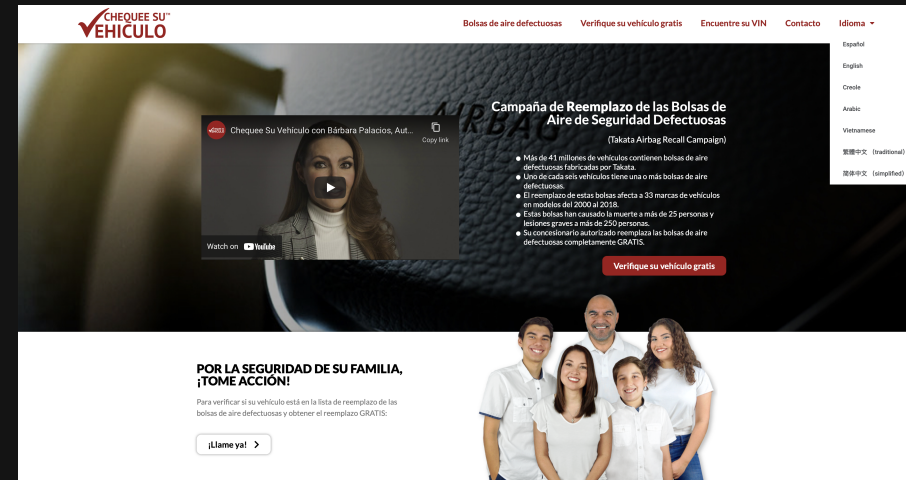 CHEQUEE SU™
VEHICULO
Bolsas de aire defectuosas
Verifique su vehículo gratis
Encuentre su VIN
Contacto
Idioma
Español
English
Creole
Arabic
Vietnamese
繁體中文 (traditional)
简体中文 (simplified)
AIRBAG
Campaña de Reemplazo de las Bolsas de
Aire de Seguridad Defectuosas
(Takata Airbag Recall Campaign)
Más de 41 millones de vehículos contienen bolsas de aire
defectuosas fabricadas por Takata.
Uno de cada seis vehículos tiene una o más bolsas de aire
defectuosas.
El reemplazo de estas bolsas afecta a 33 marcas de vehículos
en modelos del 2000 al 2018.
Estas bolsas han causado la muerte a más de 25 personas y
lesiones graves a más de 250 personas.
Su concesionario autorizado reemplaza las bolsas de aire
defectuosas completamente GRATIS.
Verifique su vehículo gratis
Chequee Su Vehículo con Bárbara Palacios, Aut...
Copy link
Watch on YouTube
POR LA SEGURIDAD DE SU FAMILIA,
¡TOME ACCIÓN!
Para verificar si su vehículo está en la lista de reemplazo de las
bolsas de aire defectuosas y obtener el reemplazo GRATIS:
¡Llame ya!